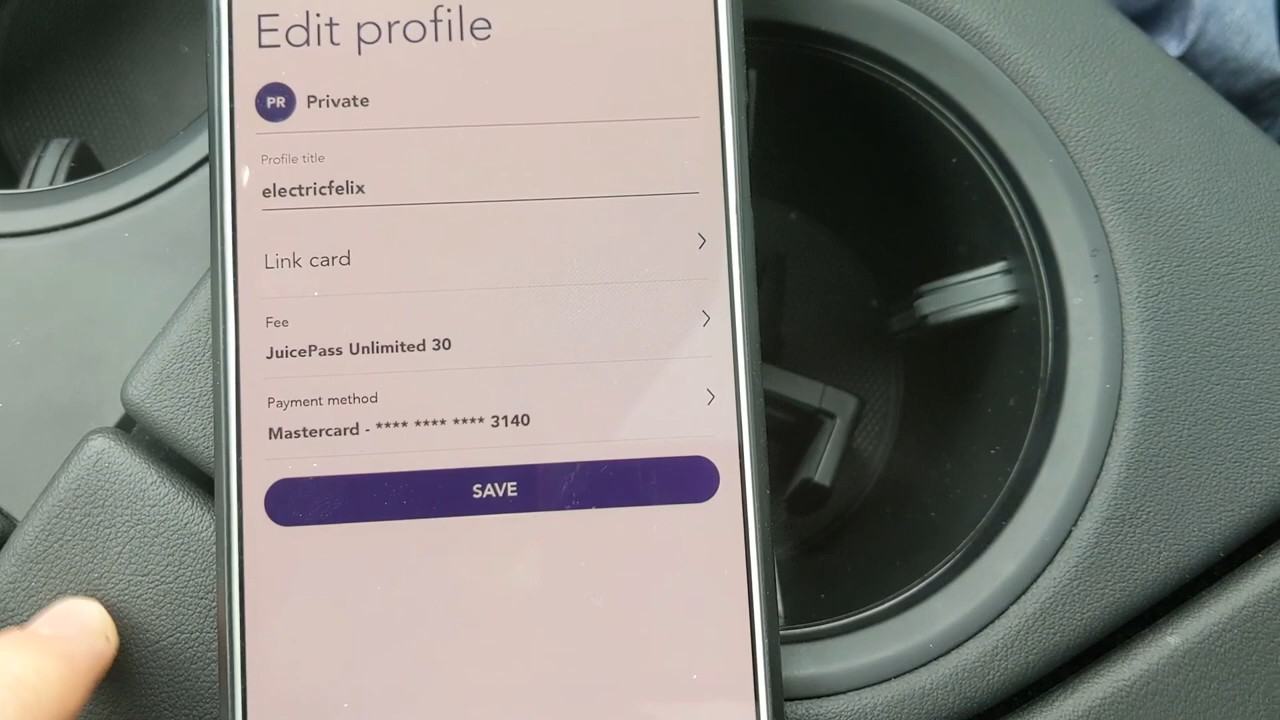 Edit profile
PR Private
Profile title
electricfelix
Link card
Fee
JuicePass Unlimited 30
Payment method
Mastercard - **** **** **** 3140
SAVE